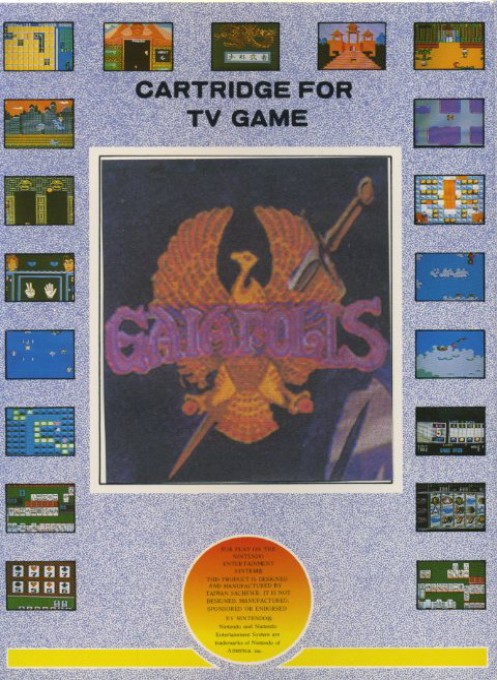 CARTRIDGE FOR
TV GAME
GAIAPOLIS
FOR PLAY ON THE
NINTENDO
ENTERTAINMENT
SYSTEM®
THIS PRODUCT IS DESIGNED
AND MANUFACTURED BY
TAIWAN SACHEN®. IT IS NOT
DESIGNED, MANUFACTURED,
SPONSORED OR ENDORSED
BY NINTENDO®.
Nintendo and Nintendo
Entertainment System are
trademarks of Nintendo of
America, inc.